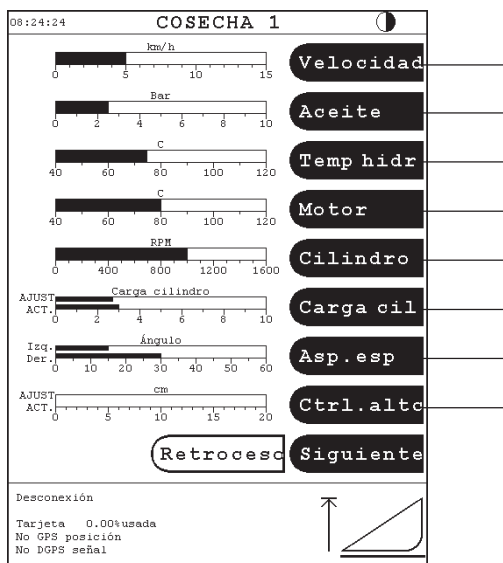 08:24:24 COSECHA 1
km/h
0 5 10 15
Velocidad
Bar
0 2 4 6 8 10
Aceite
C
40 60 80 100 120
Temp hidr
C
40 60 80 100 120
Motor
RPM
0 400 800 1200 1600
Cilindro
Carga cilindro
AJUST
ACT.
0 2 4 6 8 10
Carga cil
Ángulo
Izq.
Der.
0 10 20 30 40 50 60
Asp.esp
cm
AJUST
ACT.
0 5 10 15 20
Ctrl.altc
Retrocesc Siguiente
Desconexión
Tarjeta 0.00%usada
No GPS posición
No DGPS señal